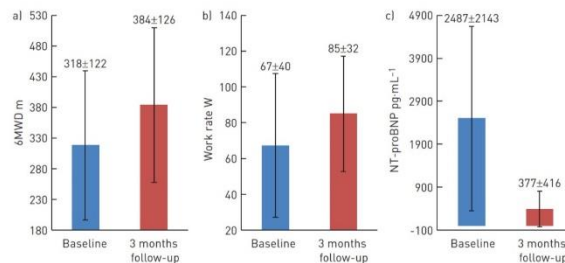 a)
530
480
430
380
330
280
230
180
6MWD m
318±122
384±126
Baseline
3 months
follow-up
b)
140
120
100
80
60
40
20
Work rate W
67±40
85±32
Baseline
3 months
follow-up
c)
4900
3900
2900
1900
900
-100
NT-proBNP pg·mL⁻¹
2487±2143
377±416
Baseline
3 months
follow-up